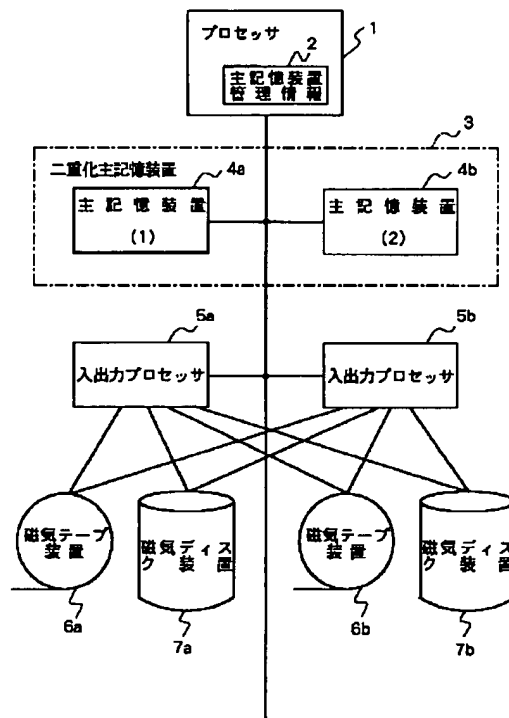 プロセッサ
1
2
主記憶装置
管理情報
3
二重化主記憶装置
4a
4b
主記憶装置
(1)
主記憶装置
(2)
5a
5b
入出力プロセッサ
入出力プロセッサ
磁気テープ
装置
磁気ディス
ク装置
磁気テープ
装置
磁気ディス
ク装置
6a
7a
6b
7b